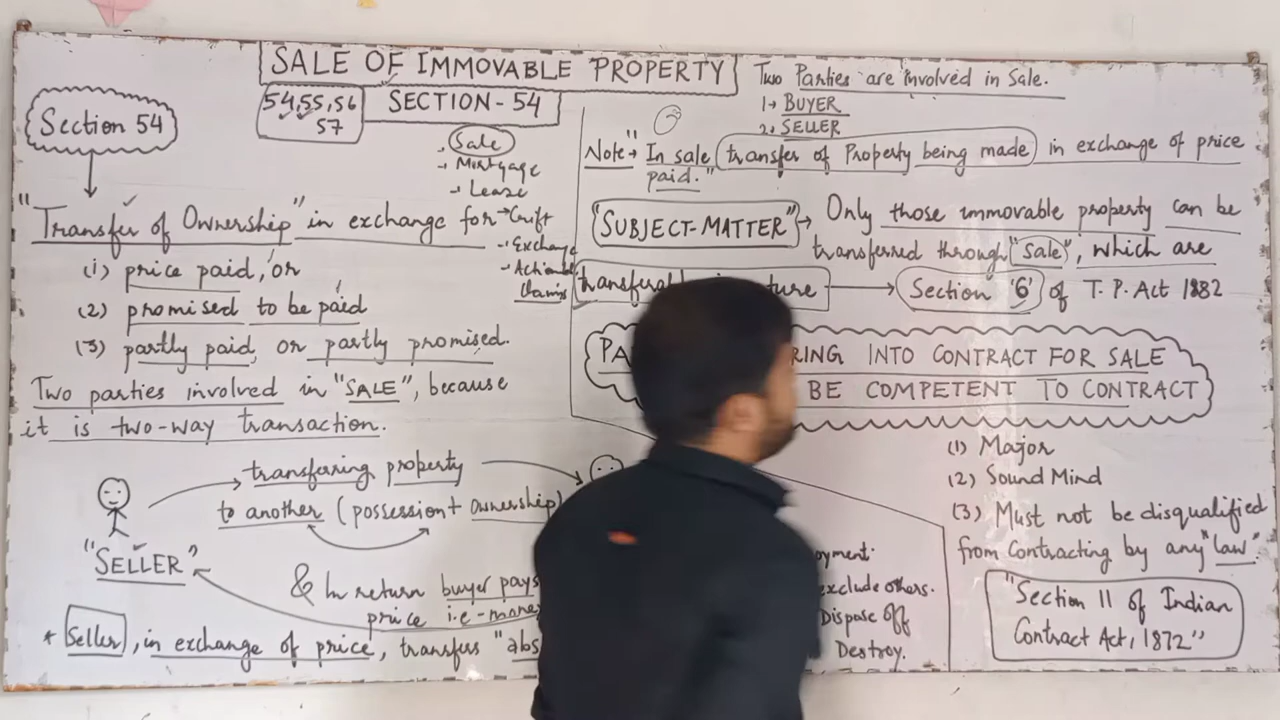 SALE OF IMMOVABLE PROPERTY
54,55,56
57
SECTION-54
Section 54
. Sale
→ Mortgage
→ Lease
→ Gift
→ Exchange
→ Actionable
Claims
"Transfer of Ownership" in exchange for
(1) price paid, or
(2) promised to be paid
(3) partly paid, or partly promised.
Two parties involved in "SALE", because
it is two-way transaction.
transferring property
to another (possession + Ownership)
"SELLER"
& In return buyer pays
price i.e-money
* Seller, in exchange of price, transfers "abs
Two Parties are involved in Sale.
1→ BUYER
2. SELLER
Note→ "In sale transfer of Property being made in exchange of price
paid."
"SUBJECT-MATTER" → Only those immovable property can be
transferred through "Sale", which are
→ Section '6' of T. P. Act 1882
RING INTO CONTRACT FOR SALE
BE COMPETENT TO CONTRACT
(1) Major
(2) Sound Mind
(3) Must not be disqualified
from Contracting by any "law".
"Section 11 of Indian
Contract Act, 1872"
oyment.
exclude others.
Dispose off
Destroy.